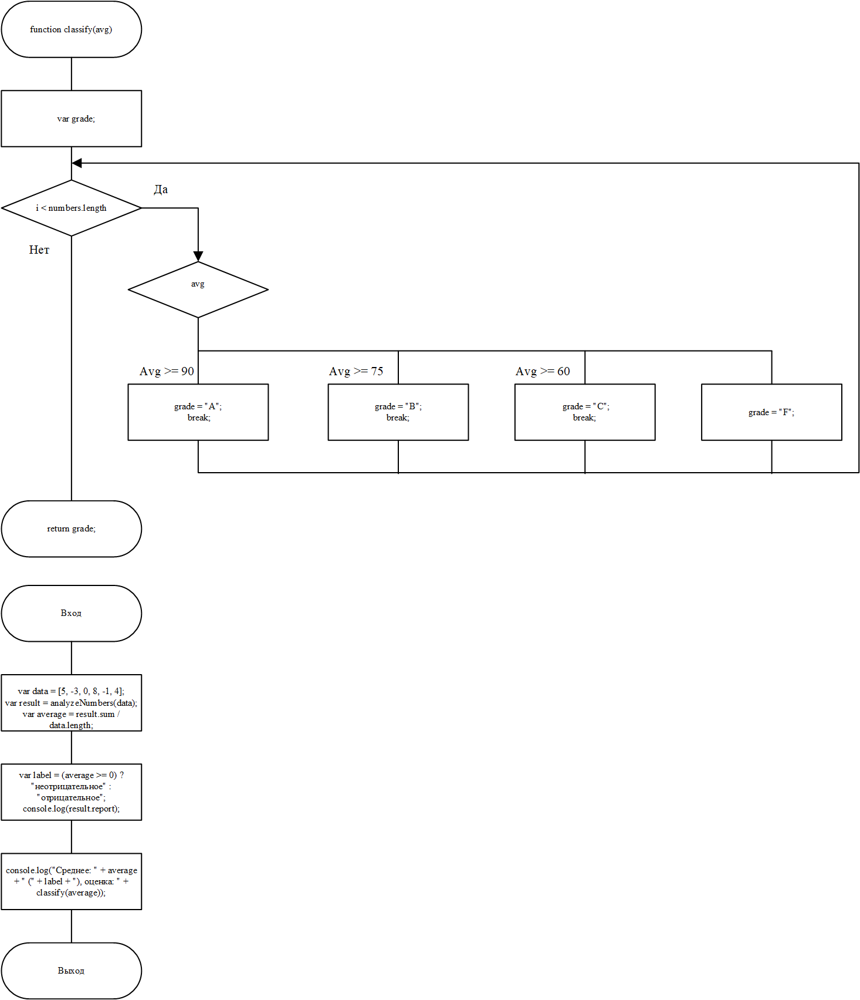 function classify(avg)
var grade;
Да
i < numbers.length
Нет
avg
Avg >= 90
Avg >= 75
Avg >= 60
grade = "A";
break;
grade = "B";
break;
grade = "C";
break;
grade = "F";
return grade;
Вход
var data = [5, -3, 0, 8, -1, 4];
var result = analyzeNumbers(data);
var average = result.sum /
data.length;
var label = (average >= 0) ?
"неотрицательное" :
"отрицательное";
console.log(result.report);
console.log("Среднее: " + average
+ " (" + label + "), оценка: " +
classify(average));
Выход